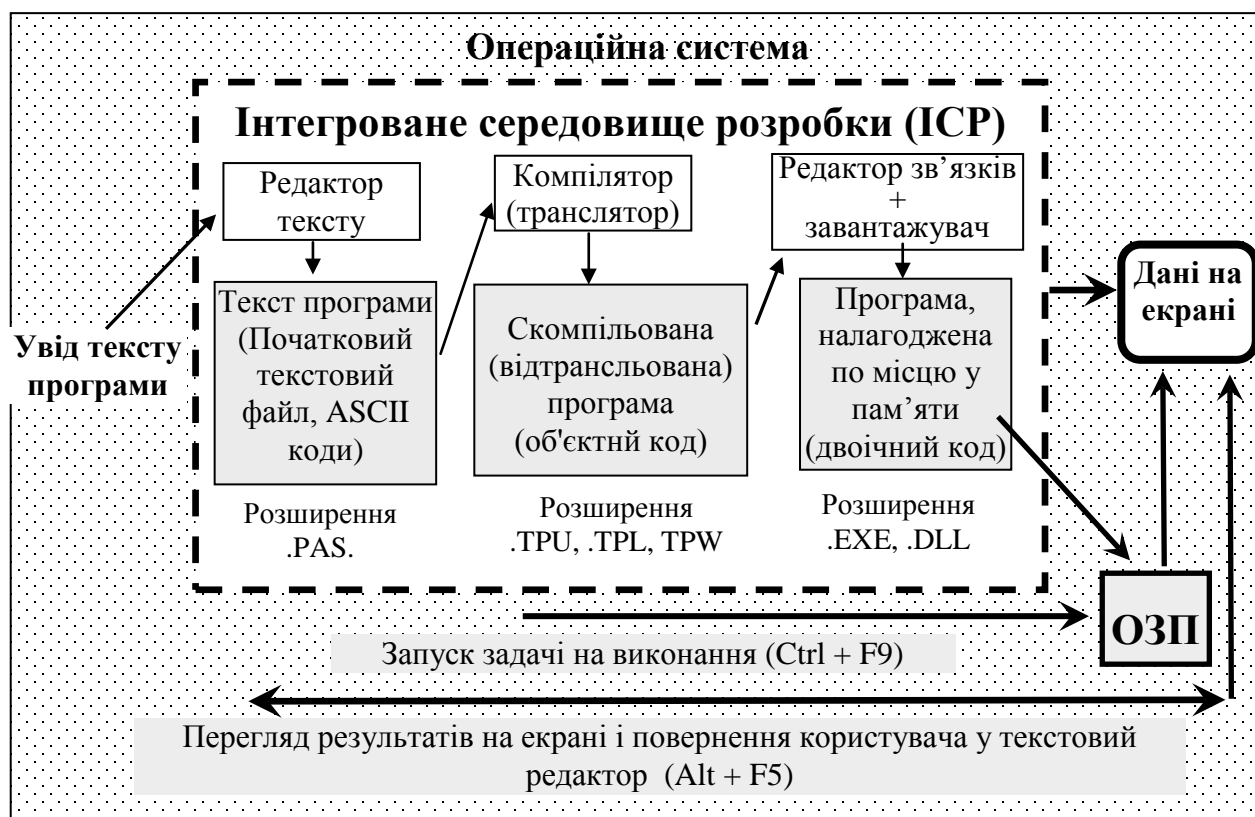 Операційна система
Інтегроване середовище розробки (ІСР)
Редактор
тексту
Компілятор
(транслятор)
Редактор зв’язків
+
завантажувач
Увід тексту
програми
Текст програми
(Початковий
текстовий
файл, ASCII
коди)
Скомпільована
(відтрансльована)
програма
(об'єктнй код)
Програма,
налагоджена
по місцю у
пам’яти
(двоічний код)
Дані на
екрані
Розширення
.PAS.
Розширення
.TPU, .TPL, TPW
Розширення
.EXE, .DLL
ОЗП
Запуск задачі на виконання (Ctrl + F9)
Перегляд результатів на екрані і повернення користувача у текстовий
редактор (Alt + F5)